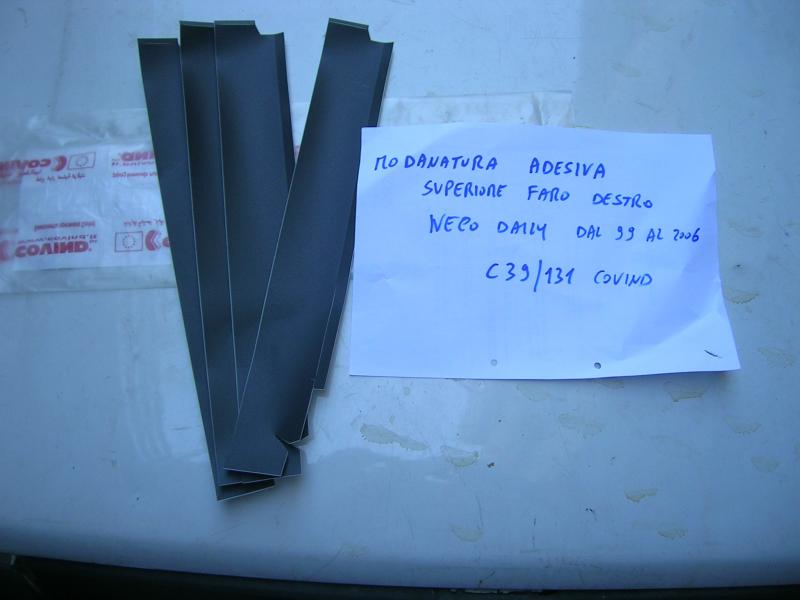 MODANATURA ADESIVA
SUPERIORE FARO DESTRO
IVECO DAILY DAL 99 AL 2006
C39/131 COVIND
COVIND